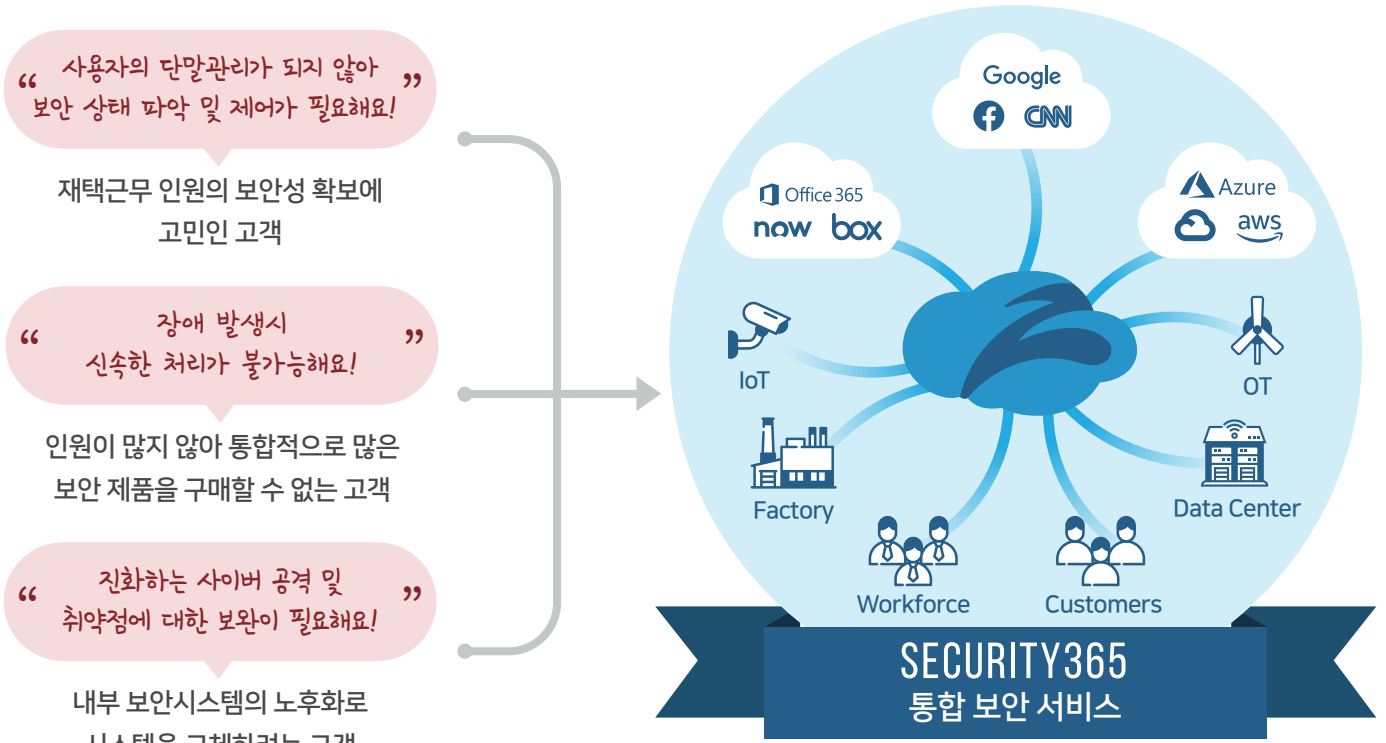 “ 사용자의 단말관리가 되지 않아 ”
보안 상태 파악 및 제어가 필요해요!
재택근무 인원의 보안성 확보에
고민인 고객
“ 장애 발생시 ”
신속한 처리가 불가능해요!
인원이 많지 않아 통합적으로 많은
보안 제품을 구매할 수 없는 고객
“ 진화하는 사이버 공격 및 ”
취약점에 대한 보완이 필요해요!
내부 보안시스템의 노후화로
Google
CNN
Office 365
now box
Azure
aws
IoT
OT
Factory
Data Center
Workforce
Customers
SECURITY365
통합 보안 서비스